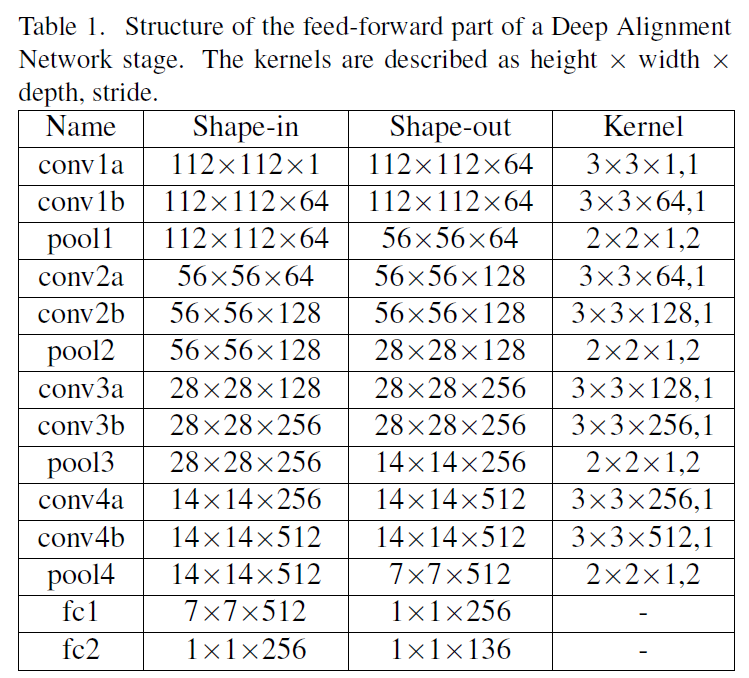 Table 1. Structure of the feed-forward part of a Deep Alignment
Network stage. The kernels are described as height × width ×
depth, stride.
Name Shape-in Shape-out Kernel
conv1a 112×112×1 112×112×64 3×3×1,1
conv1b 112×112×64 112×112×64 3×3×64,1
pool1 112×112×64 56×56×64 2×2×1,2
conv2a 56×56×64 56×56×128 3×3×64,1
conv2b 56×56×128 56×56×128 3×3×128,1
pool2 56×56×128 28×28×128 2×2×1,2
conv3a 28×28×128 28×28×256 3×3×128,1
conv3b 28×28×256 28×28×256 3×3×256,1
pool3 28×28×256 14×14×256 2×2×1,2
conv4a 14×14×256 14×14×512 3×3×256,1
conv4b 14×14×512 14×14×512 3×3×512,1
pool4 14×14×512 7×7×512 2×2×1,2
fc1 7×7×512 1×1×256 -
fc2 1×1×256 1×1×136 -